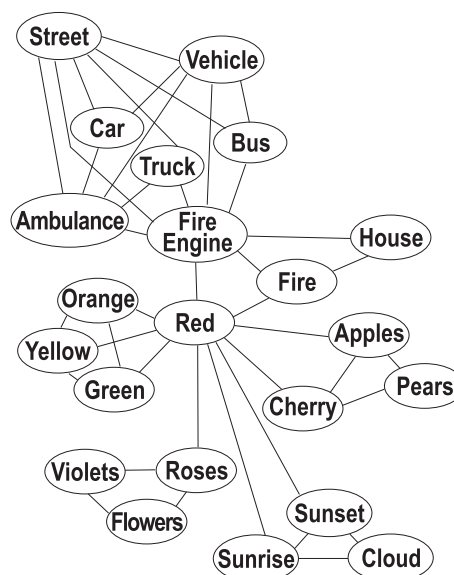 Street
Vehicle
Car
Bus
Truck
Ambulance
Fire
Engine
House
Fire
Orange
Red
Apples
Yellow
Green
Pears
Cherry
Violets
Roses
Flowers
Sunset
Sunrise
Cloud